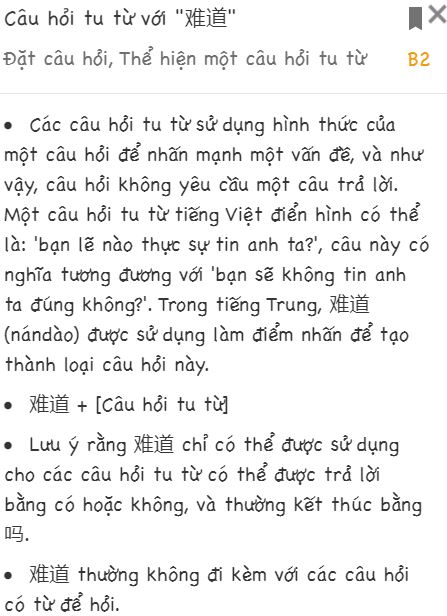 Câu hỏi tu từ với "难道"
Đặt câu hỏi, Thể hiện một câu hỏi tu từ B2
• Các câu hỏi tu từ sử dụng hình thức của
một câu hỏi để nhấn mạnh một vấn đề, và như
vậy, câu hỏi không yêu cầu một câu trả lời.
Một câu hỏi tu từ tiếng Việt điển hình có thể
là: 'bạn lẽ nào thực sự tin anh ta?', câu này có
nghĩa tương đương với 'bạn sẽ không tin anh
ta đúng không?'. Trong tiếng Trung, 难道
(nándào) được sử dụng làm điểm nhấn để tạo
thành loại câu hỏi này.
• 难道 + [Câu hỏi tu từ]
• Lưu ý rằng 难道 chỉ có thể được sử dụng
cho các câu hỏi tu từ có thể được trả lời
bằng có hoặc không, và thường kết thúc bằng
吗.
• 难道 thường không đi kèm với các câu hỏi
có từ để hỏi.